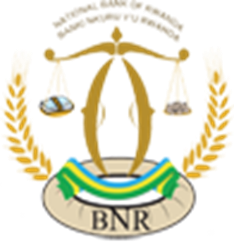 NATIONAL BANK OF RWANDA
BANKI NKURU Y'U RWANDA
BNR